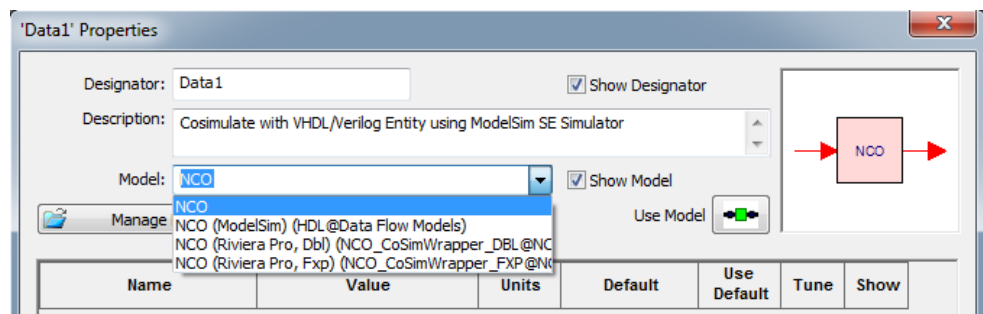 'Data1' Properties
Designator: Data1
Show Designator
Description: Cosimulate with VHDL/Verilog Entity using ModelSim SE Simulator
NCO
Model: NCO
Show Model
Manage
Use Model
NCO
NCO (ModelSim) (HDL@Data Flow Models)
NCO (Riviera Pro, Dbl) (NCO_CoSimWrapper_DBL@NC
NCO (Riviera Pro, Fxp) (NCO_CoSimWrapper_FXP@N
Name Value Units Default Use Default Tune Show